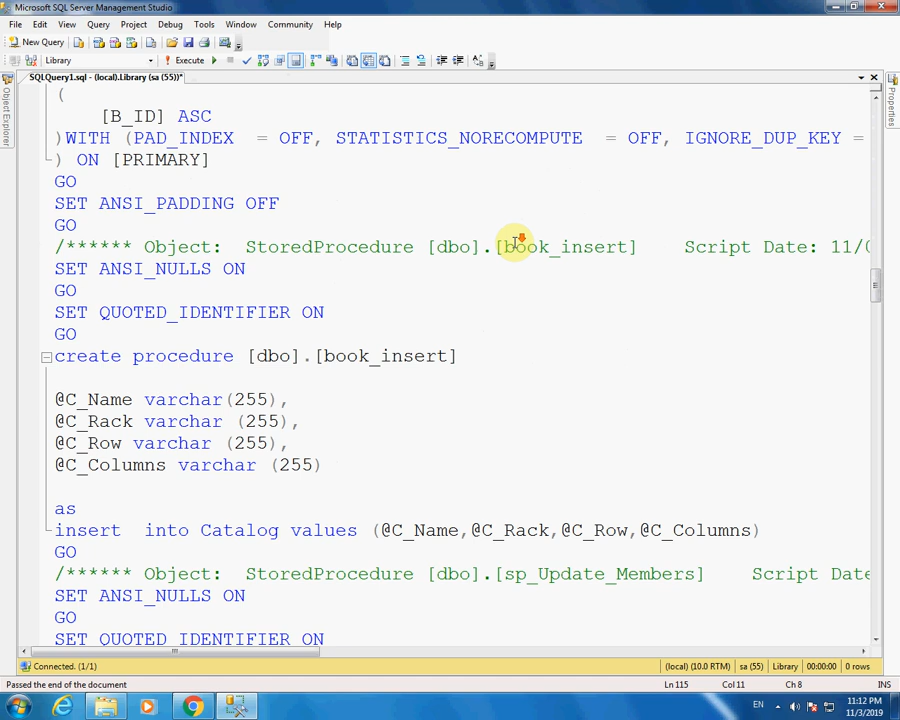 Microsoft SQL Server Management Studio
File Edit View Query Project Debug Tools Window Community Help
New Query
Library Execute
SQLQuery1.sql - (local).Library (sa (55))*
Object Explorer
Properties
(
[B_ID] ASC
)WITH (PAD_INDEX = OFF, STATISTICS_NORECOMPUTE = OFF, IGNORE_DUP_KEY =
) ON [PRIMARY]
GO
SET ANSI_PADDING OFF
GO
/****** Object: StoredProcedure [dbo].[book_insert] Script Date: 11/
SET ANSI_NULLS ON
GO
SET QUOTED_IDENTIFIER ON
GO
create procedure [dbo].[book_insert]
@C_Name varchar(255),
@C_Rack varchar (255),
@C_Row varchar (255),
@C_Columns varchar (255)
as
insert into Catalog values (@C_Name,@C_Rack,@C_Row,@C_Columns)
GO
/****** Object: StoredProcedure [dbo].[sp_Update_Members] Script Date
SET ANSI_NULLS ON
GO
SET QUOTED_IDENTIFIER ON
Connected. (1/1) (local) (10.0 RTM) sa (55) Library 00:00:00 0 rows
Passed the end of the document Ln 115 Col 11 Ch 8 INS
EN 11:12 PM
11/3/2019